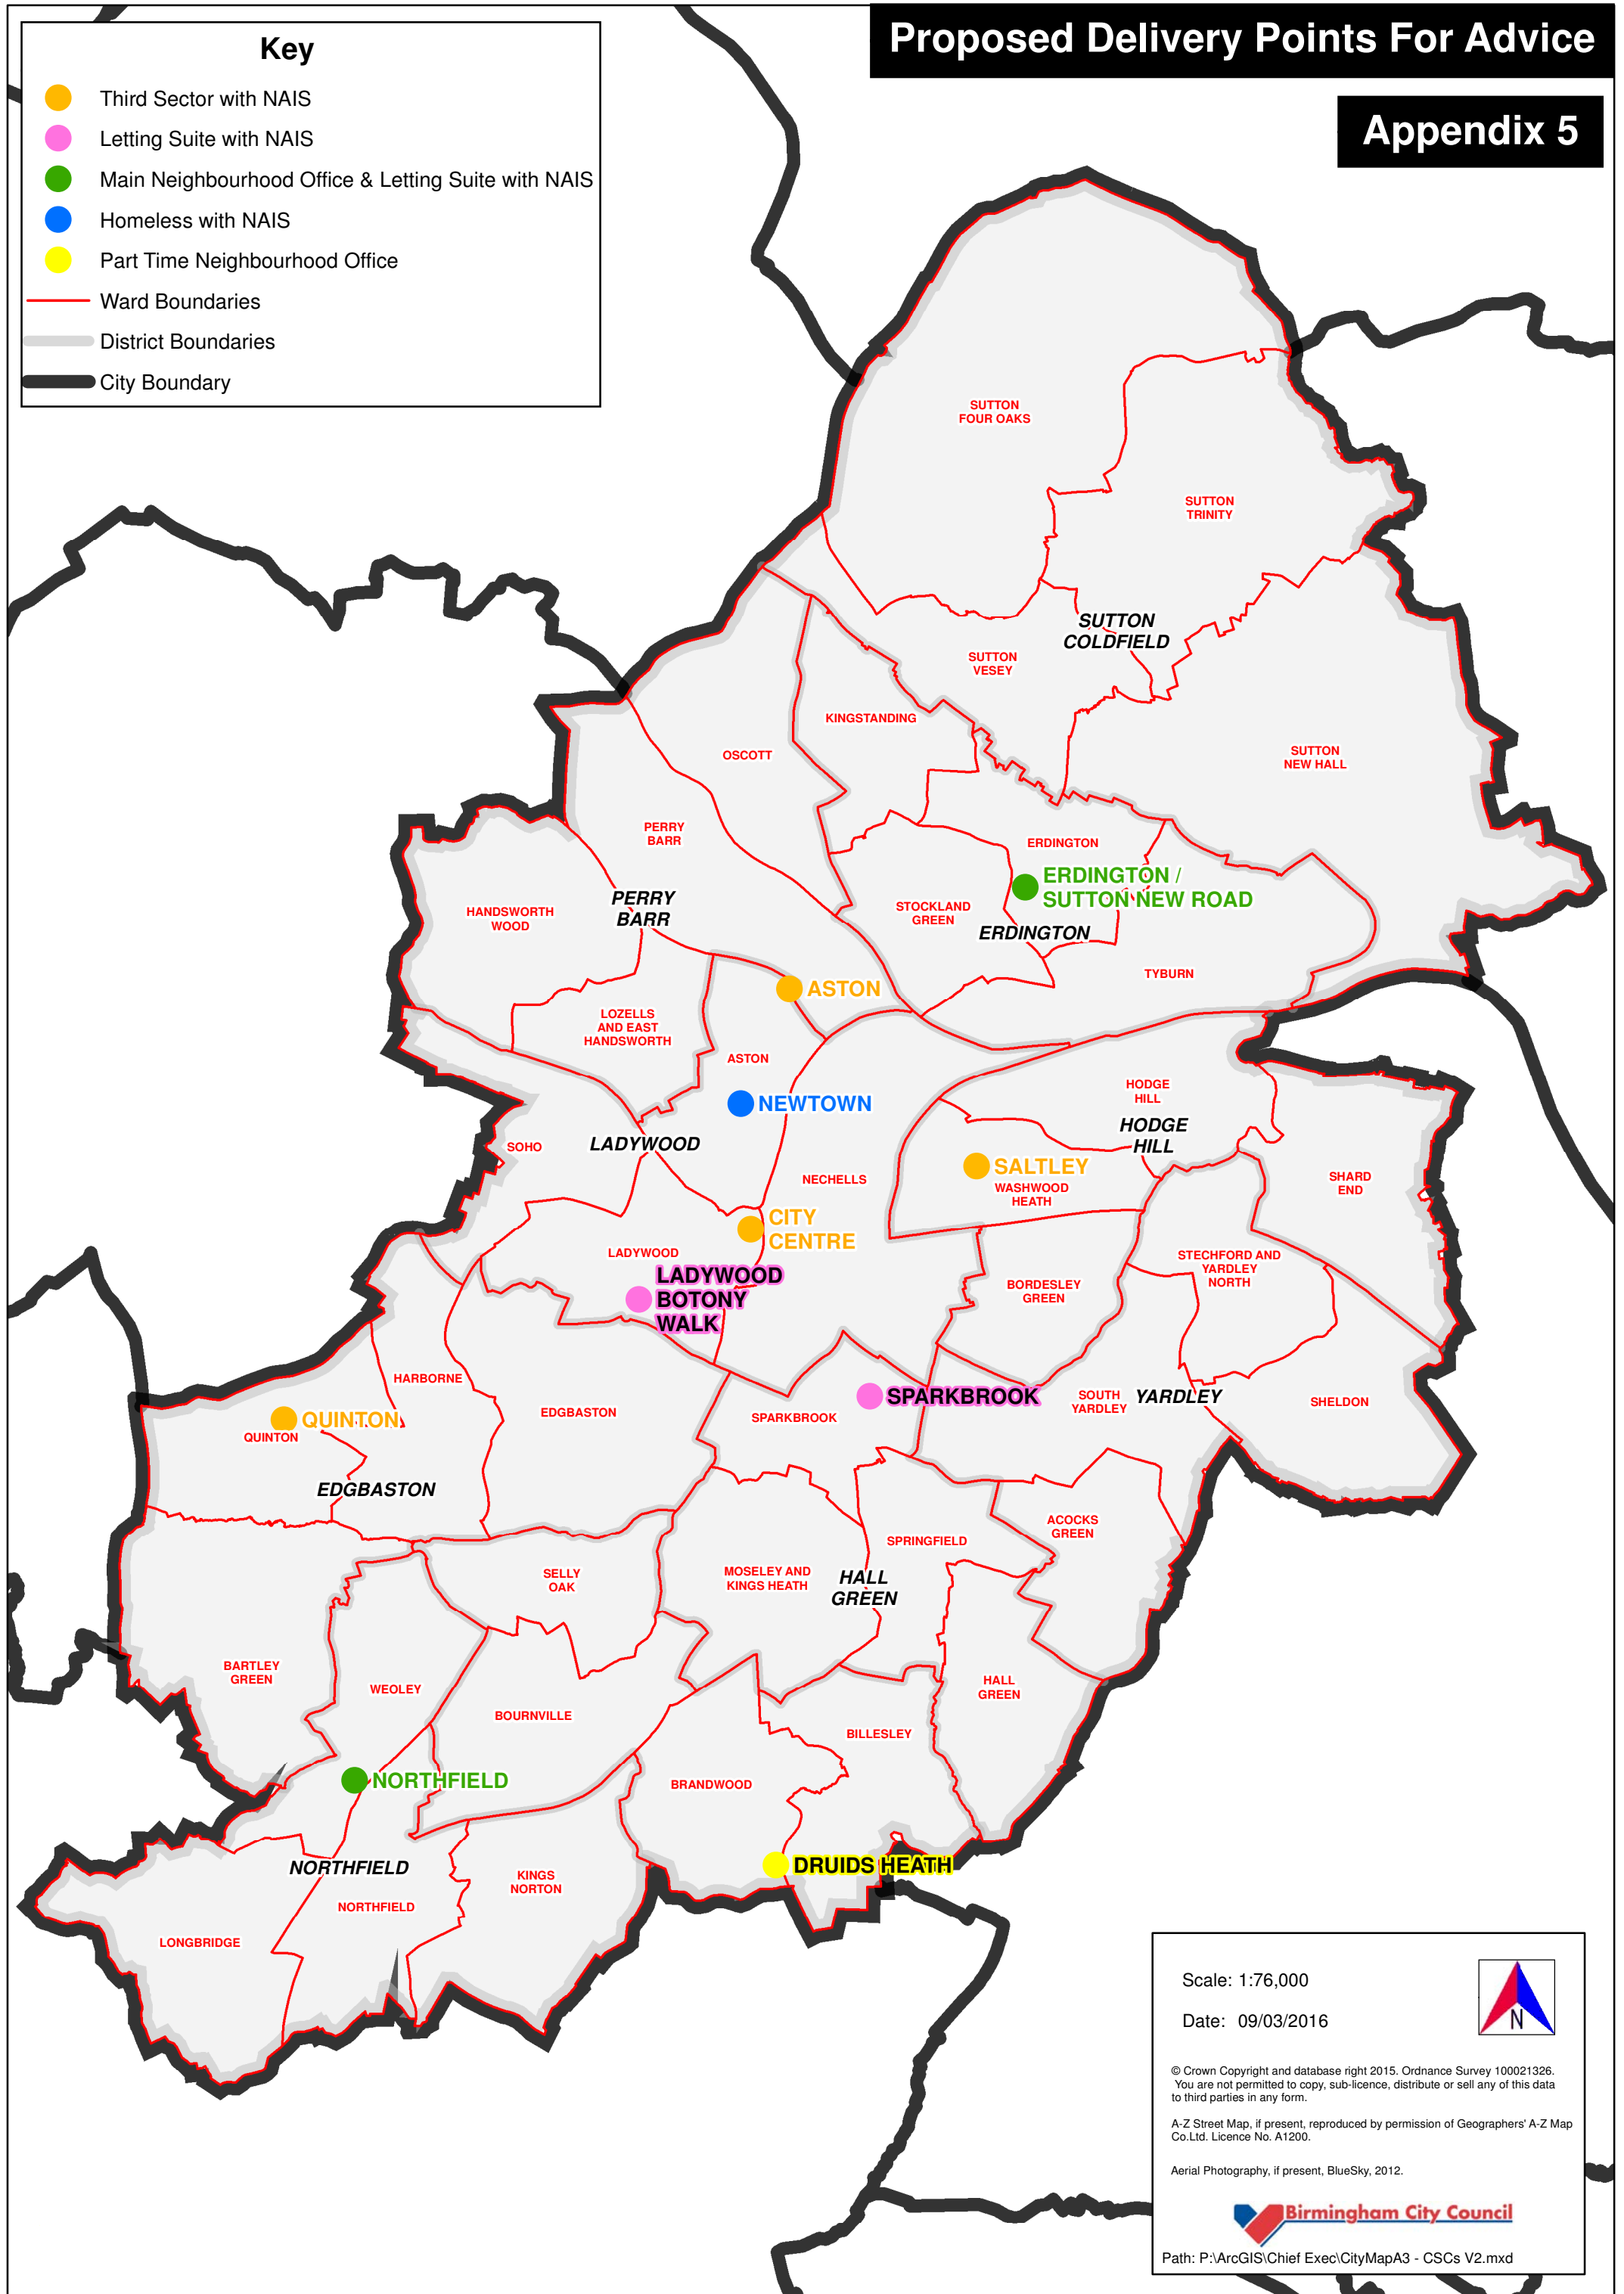 Proposed Delivery Points For Advice
Appendix 5
Key
Third Sector with NAIS
Letting Suite with NAIS
Main Neighbourhood Office & Letting Suite with NAIS
Homeless with NAIS
Part Time Neighbourhood Office
Ward Boundaries
District Boundaries
City Boundary
SUTTON
FOUR OAKS
SUTTON
TRINITY
SUTTON
COLDFIELD
SUTTON
VESEY
KINGSTANDING
OSCOTT
SUTTON
NEW HALL
PERRY
BARR
ERDINGTON
ERDINGTON /
SUTTON NEW ROAD
HANDSWORTH
WOOD
PERRY
BARR
STOCKLAND
GREEN
ERDINGTON
TYBURN
ASTON
LOZELLS
AND EAST
HANDSWORTH
ASTON
HODGE
HILL
NEWTOWN
HODGE
HILL
SOHO
LADYWOOD
SALTLEY
NECHELLS
WASHWOOD
HEATH
SHARD
END
CITY
CENTRE
LADYWOOD
STECHFORD AND
YARDLEY
NORTH
LADYWOOD
BOTONY
WALK
BORDESLEY
GREEN
HARBORNE
SPARKBROOK
SOUTH
YARDLEY
YARDLEY
SHELDON
QUINTON
QUINTON
EDGBASTON
SPARKBROOK
EDGBASTON
ACOCKS
GREEN
SPRINGFIELD
SELLY
OAK
MOSELEY AND
KINGS HEATH
HALL
GREEN
BARTLEY
GREEN
WEOLEY
HALL
GREEN
BOURNVILLE
BILLESLEY
NORTHFIELD
BRANDWOOD
NORTHFIELD
DRUIDS HEATH
KINGS
NORTON
NORTHFIELD
LONGBRIDGE
Scale: 1:76,000
Date: 09/03/2016
N
© Crown Copyright and database right 2015. Ordnance Survey 100021326.
You are not permitted to copy, sub-licence, distribute or sell any of this data
to third parties in any form.
A-Z Street Map, if present, reproduced by permission of Geographers' A-Z Map
Co.Ltd. Licence No. A1200.
Aerial Photography, if present, BlueSky, 2012.
Birmingham City Council
Path: P:\ArcGIS\Chief Exec\CityMapA3 - CSCs V2.mxd